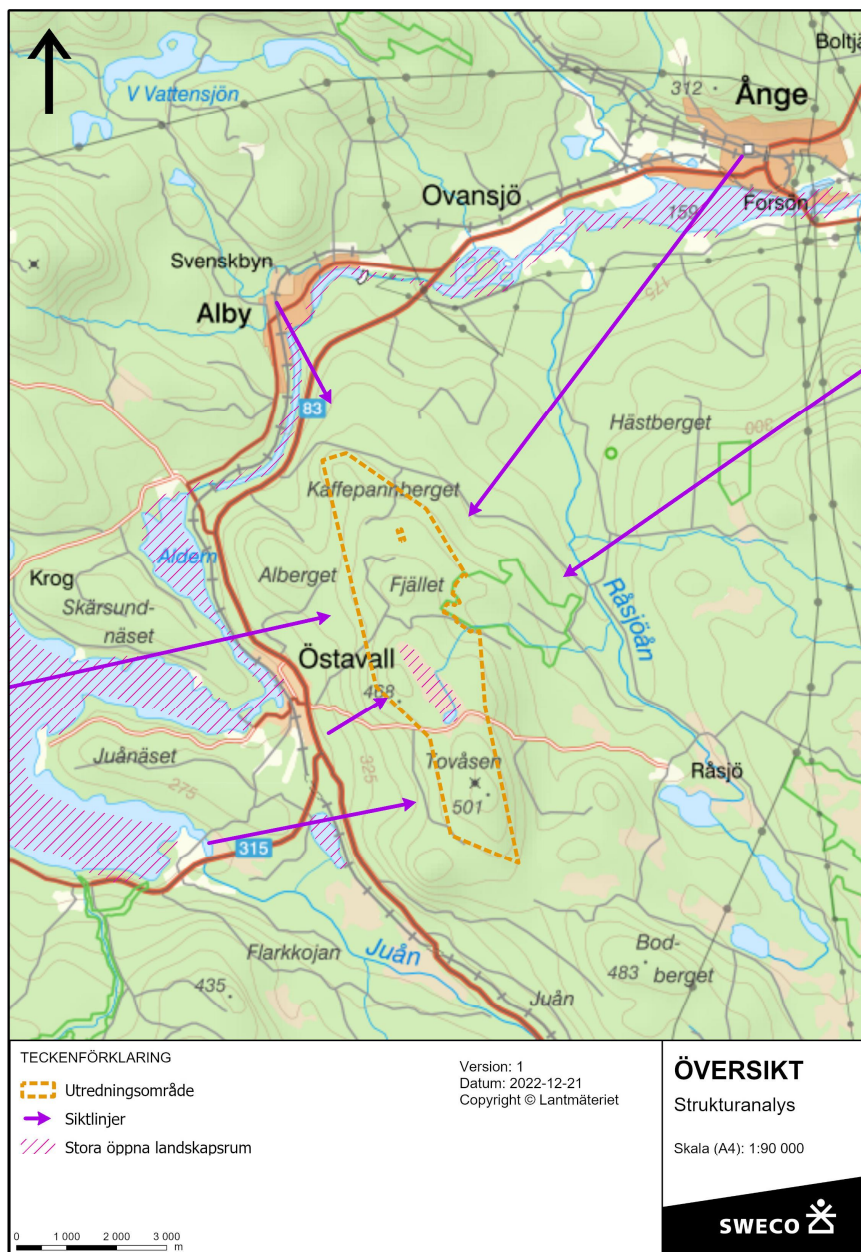 Boltjä
V Vattensjön
312
Ånge
Ovansjö
159
Forsön
Svenskbyn
Alby
175
83
Hästberget
300
Kaffepannberget
Aldern
Krog
Alberget
Fjället
Skärsund-
näset
Råsjöån
Östavall
468
Juånäset
325
Tovåsen
Råsjö
275
501
315
Flarkkojan
Juån
Bod-
berget
483
435
Juån
TECKENFÖRKLARING
Utredningsområde
Siktlinjer
Stora öppna landskapsrum
0 1 000 2 000 3 000
m
Version: 1
Datum: 2022-12-21
Copyright © Lantmäteriet
ÖVERSIKT
Strukturanalys
Skala (A4): 1:90 000
SWECO